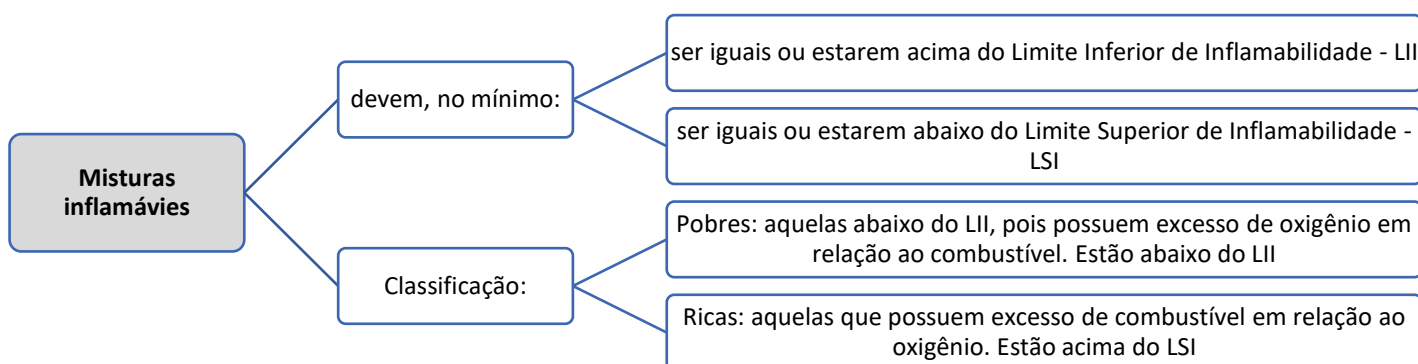 Misturas
inflamávies
devem, no mínimo:
ser iguais ou estarem acima do Limite Inferior de Inflamabilidade - LII
ser iguais ou estarem abaixo do Limite Superior de Inflamabilidade -
LSI
Classificação:
Pobres: aquelas abaixo do LII, pois possuem excesso de oxigênio em
relação ao combustível. Estão abaixo do LII
Ricas: aquelas que possuem excesso de combustível em relação ao
oxigênio. Estão acima do LSI